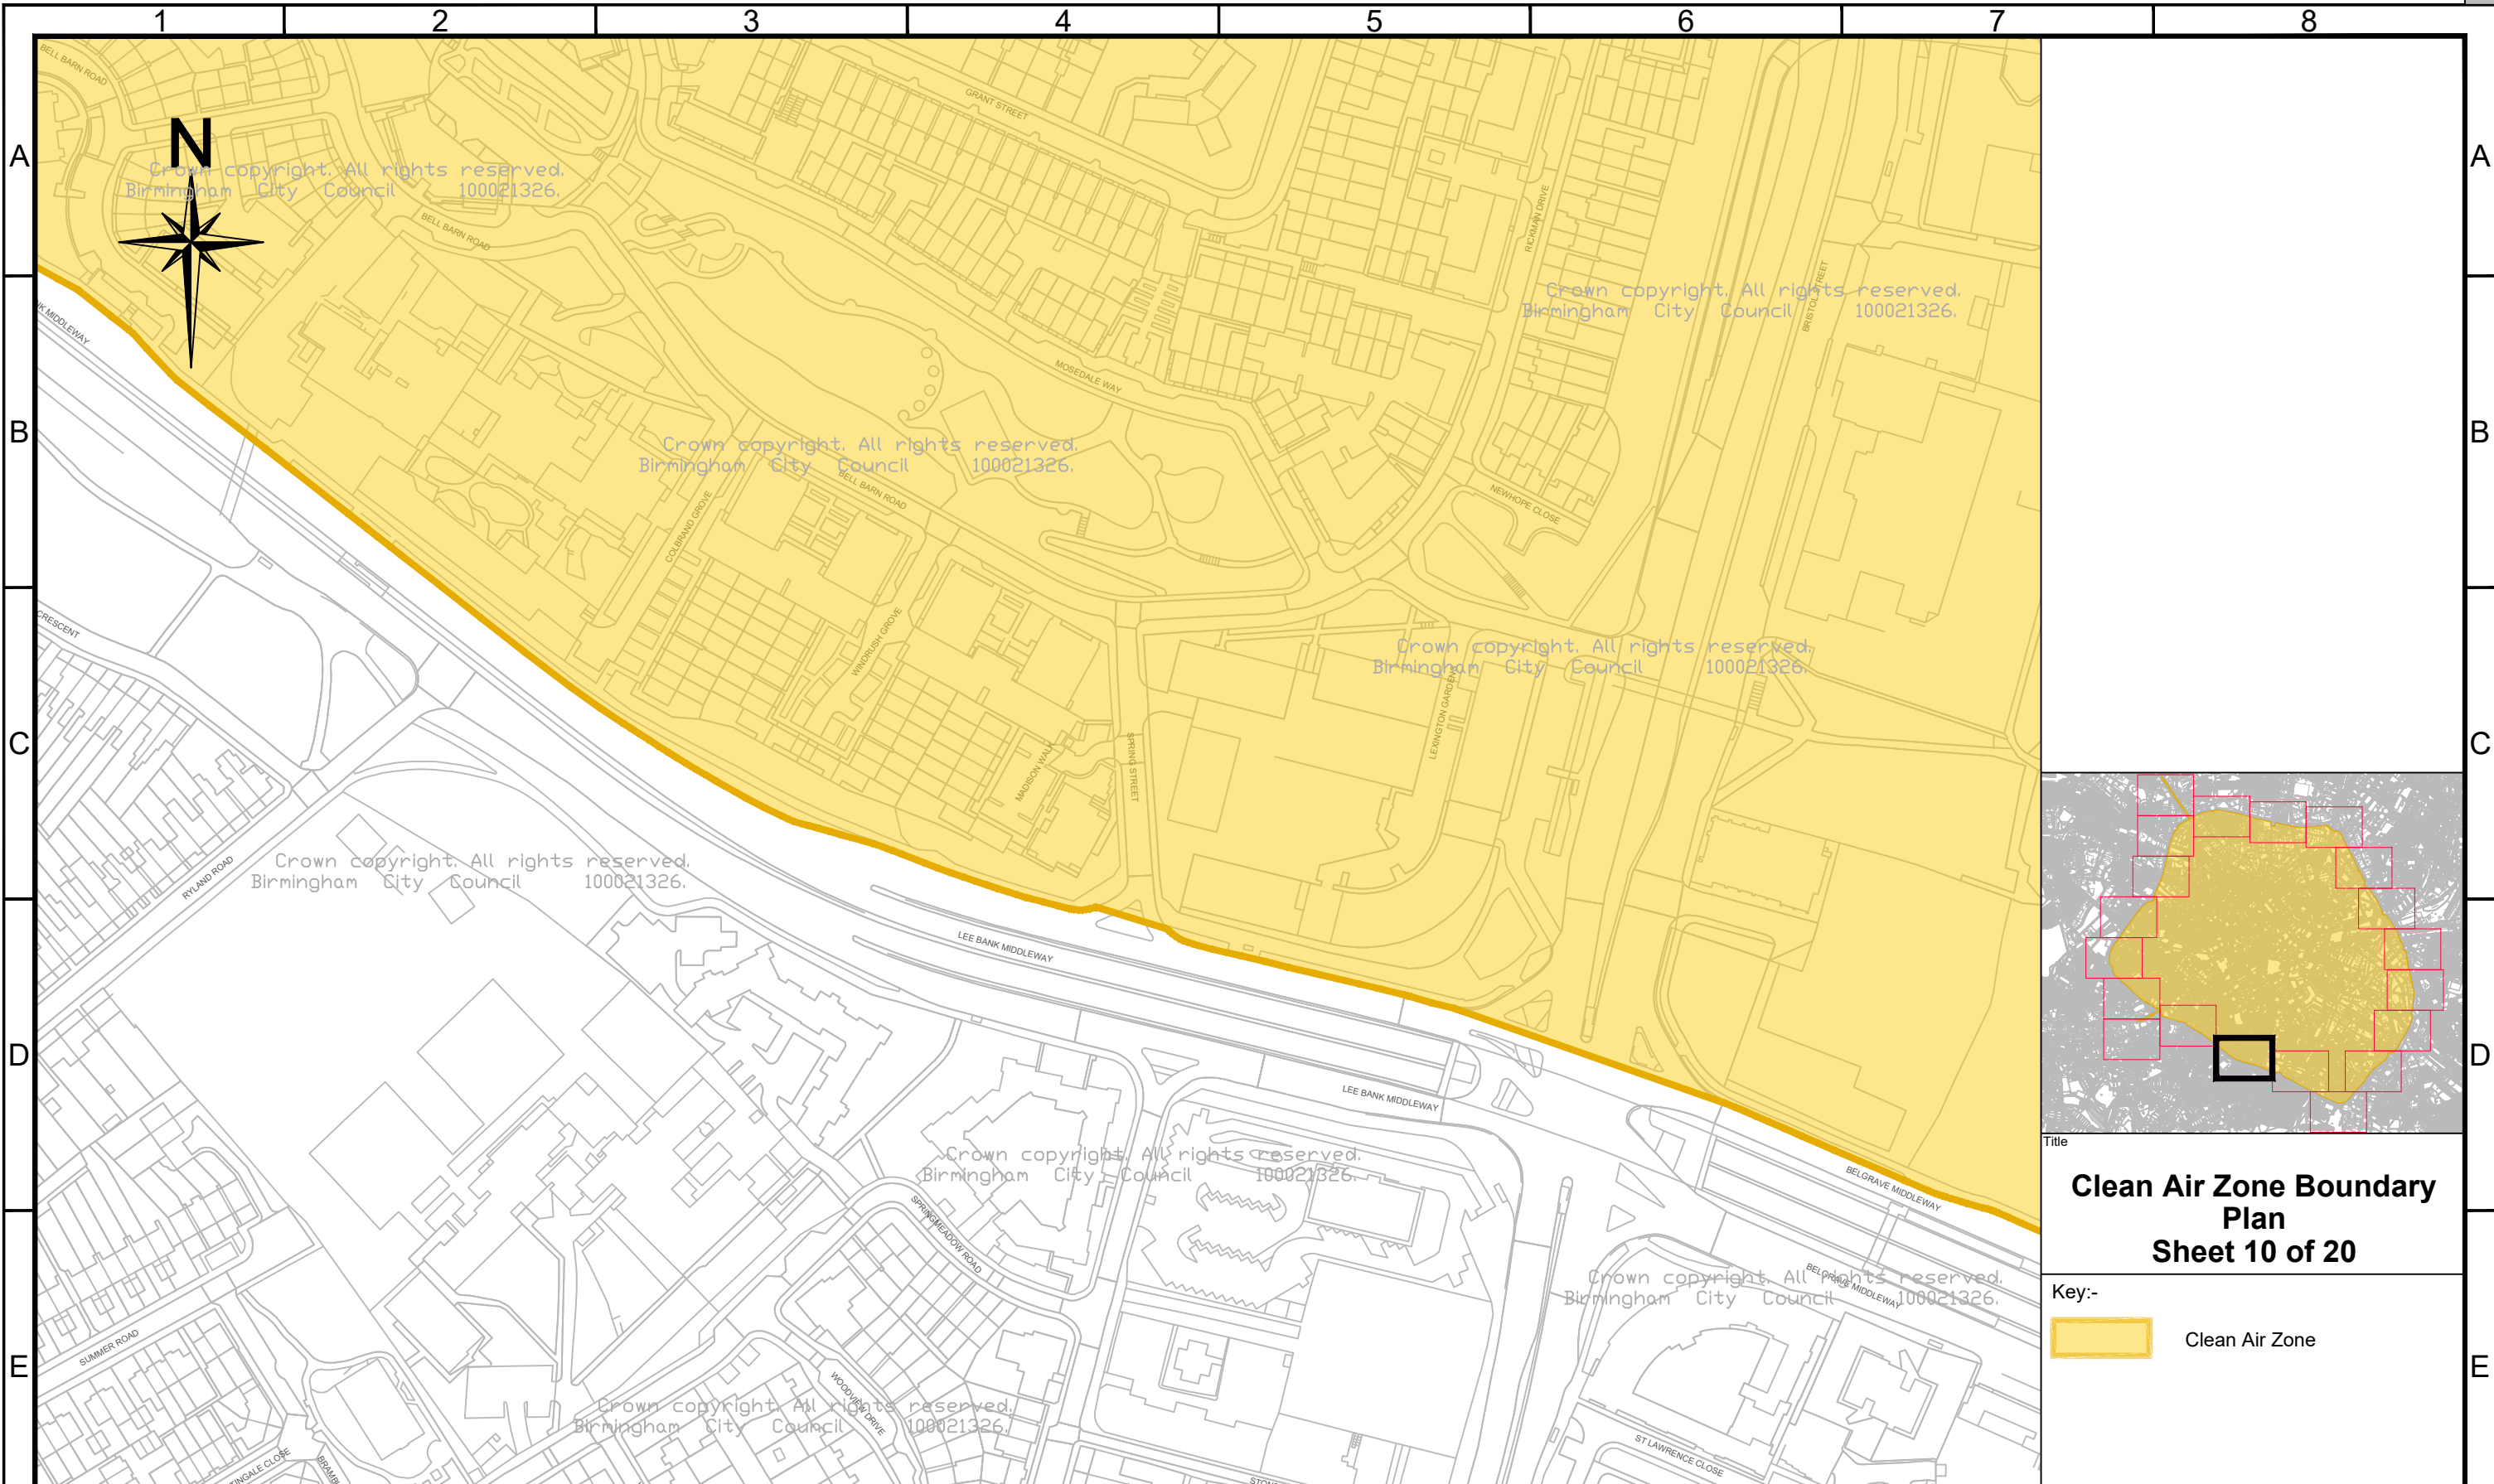 1 2 3 4 5 6 7 8
A A
B B
C C
D D
E E
N
BELL BARN ROAD
GRANT STREET
Crown copyright. All rights reserved.
Birmingham City Council 100021326.
BELL BARN ROAD
RICKMAN DRIVE
BRISTOL STREET
Crown copyright. All rights reserved.
Birmingham City Council 100021326.
MIDDLEWAY
MOSEDALE WAY
Crown copyright. All rights reserved.
Birmingham City Council 100021326.
BELL BARN ROAD
COLBRAND GROVE
NEWHOPE CLOSE
CRESCENT
WINDRUSH GROVE
Crown copyright. All rights reserved.
Birmingham City Council 100021326.
LEXINGTON GARDENS
MADISON WALK
SPRING STREET
Crown copyright. All rights reserved.
Birmingham City Council 100021326.
RYLAND ROAD
LEE BANK MIDDLEWAY
LEE BANK MIDDLEWAY
Crown copyright. All rights reserved.
Birmingham City Council 100021326.
BELGRAVE MIDDLEWAY
SPRINGMEADOW ROAD
Crown copyright. All rights reserved.
Birmingham City Council 100021326.
BELGRAVE MIDDLEWAY
SUMMER ROAD
WOODVIEW DRIVE
Crown copyright. All rights reserved.
Birmingham City Council 100021326.
ST LAWRENCE CLOSE
CLOSE
Title
Clean Air Zone Boundary
Plan
Sheet 10 of 20
Key:-
Clean Air Zone